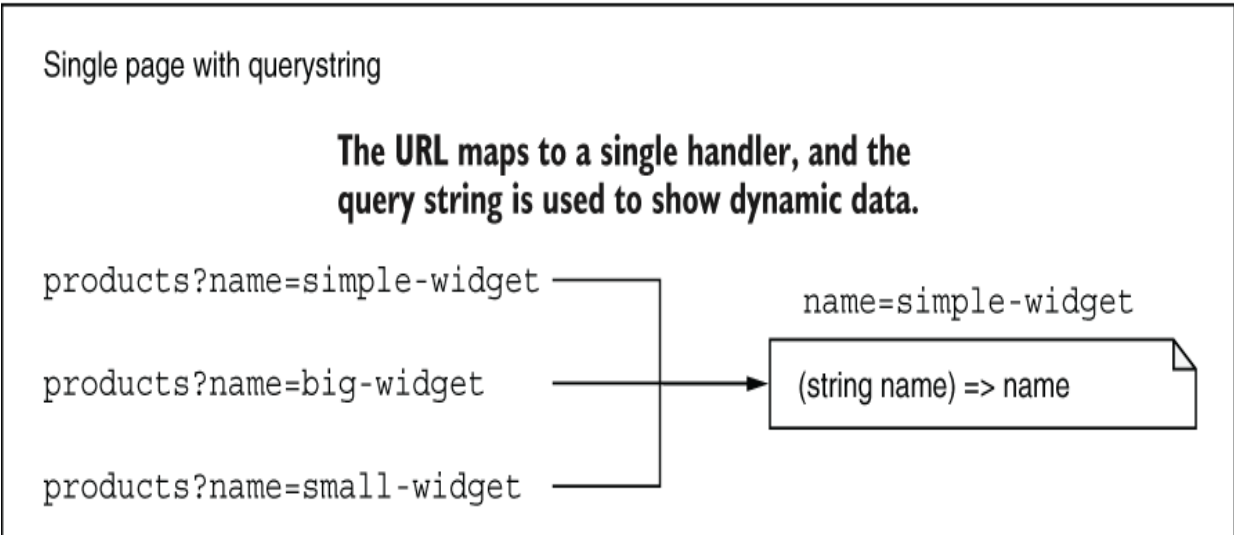 Single page with querystring
The URL maps to a single handler, and the
query string is used to show dynamic data.
products?name=simple-widget
name=simple-widget
products?name=big-widget
(string name) => name
products?name=small-widget